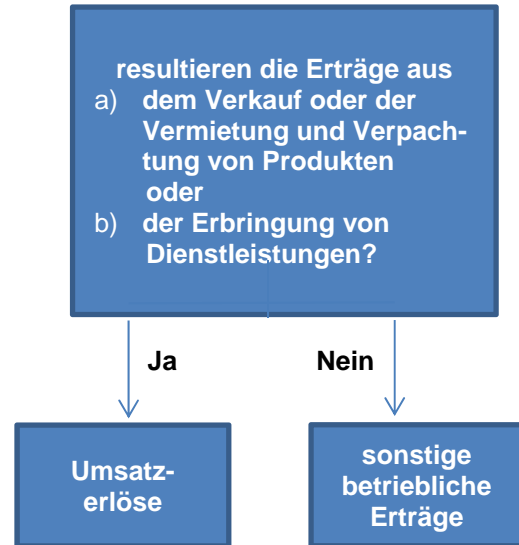 resultieren die Erträge aus
a) dem Verkauf oder der
Vermietung und Verpach-
tung von Produkten
oder
b) der Erbringung von
Dienstleistungen?
Ja
Nein
Umsatz-
erlöse
sonstige
betriebliche
Erträge